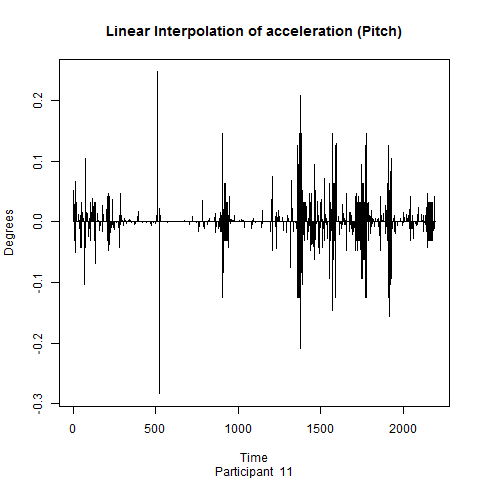 Linear Interpolation of acceleration (Pitch)
Degrees
0.2
0.1
0.0
-0.1
-0.2
-0.3
0 500 1000 1500 2000
Time
Participant 11